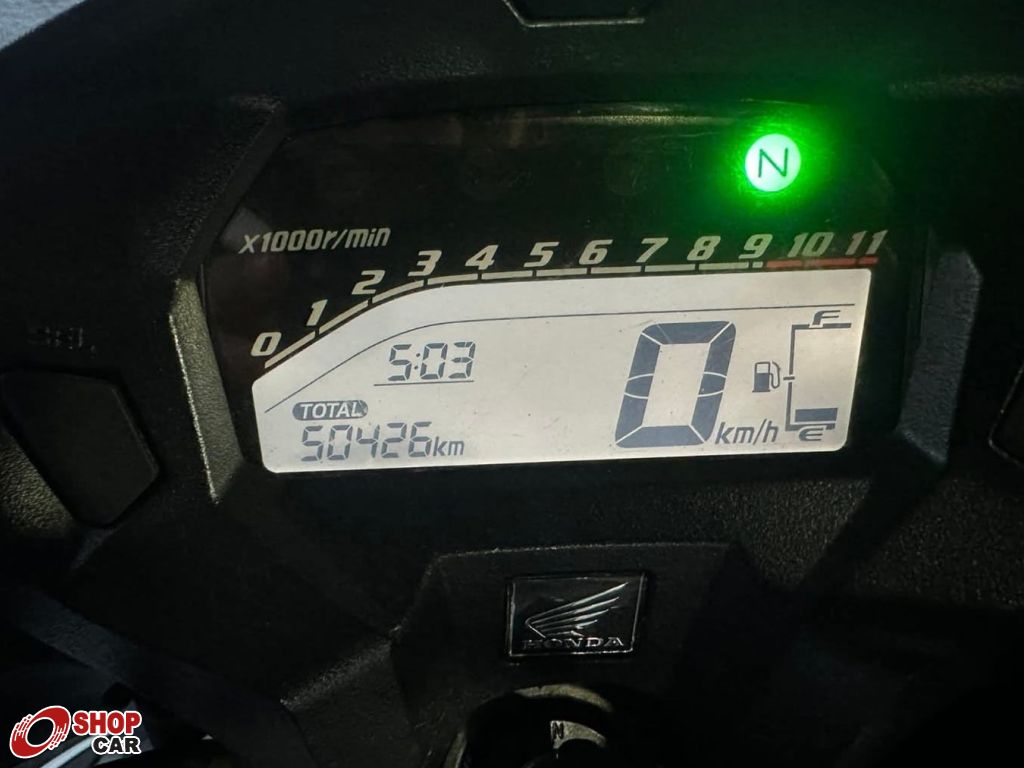 N
x1000r/min
0 1 2 3 4 5 6 7 8 9 10 11
5:03
F
TOTAL
50426km
0 km/h
E
HONDA
N
SHOP
CAR